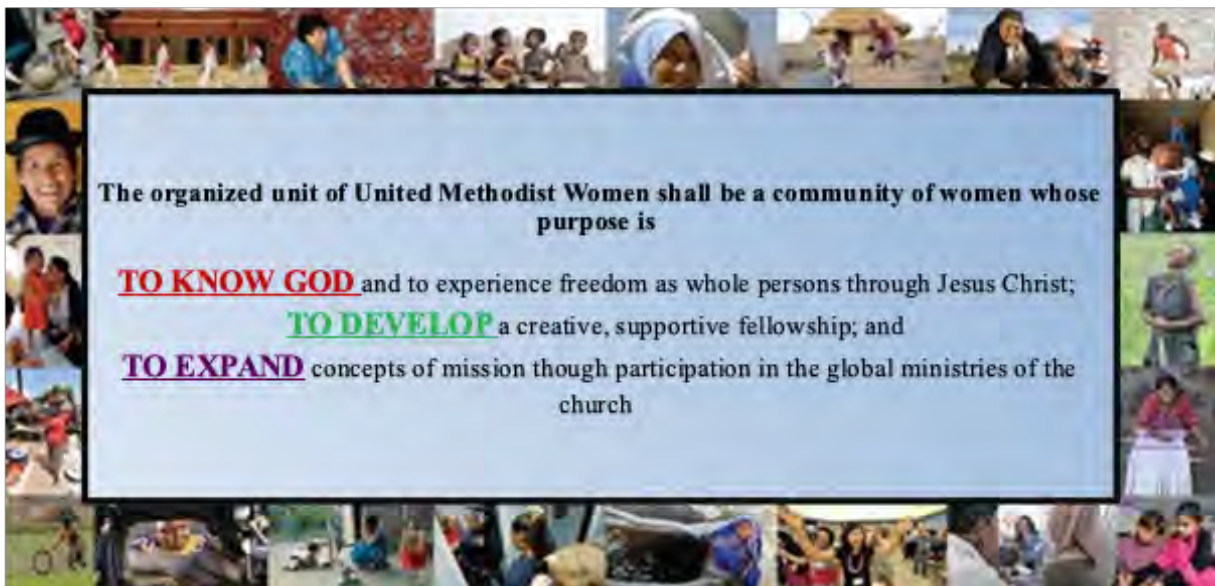 The organized unit of United Methodist Women shall be a community of women whose
purpose is
TO KNOW GOD and to experience freedom as whole persons through Jesus Christ;
TO DEVELOP a creative, supportive fellowship; and
TO EXPAND concepts of mission though participation in the global ministries of the
church